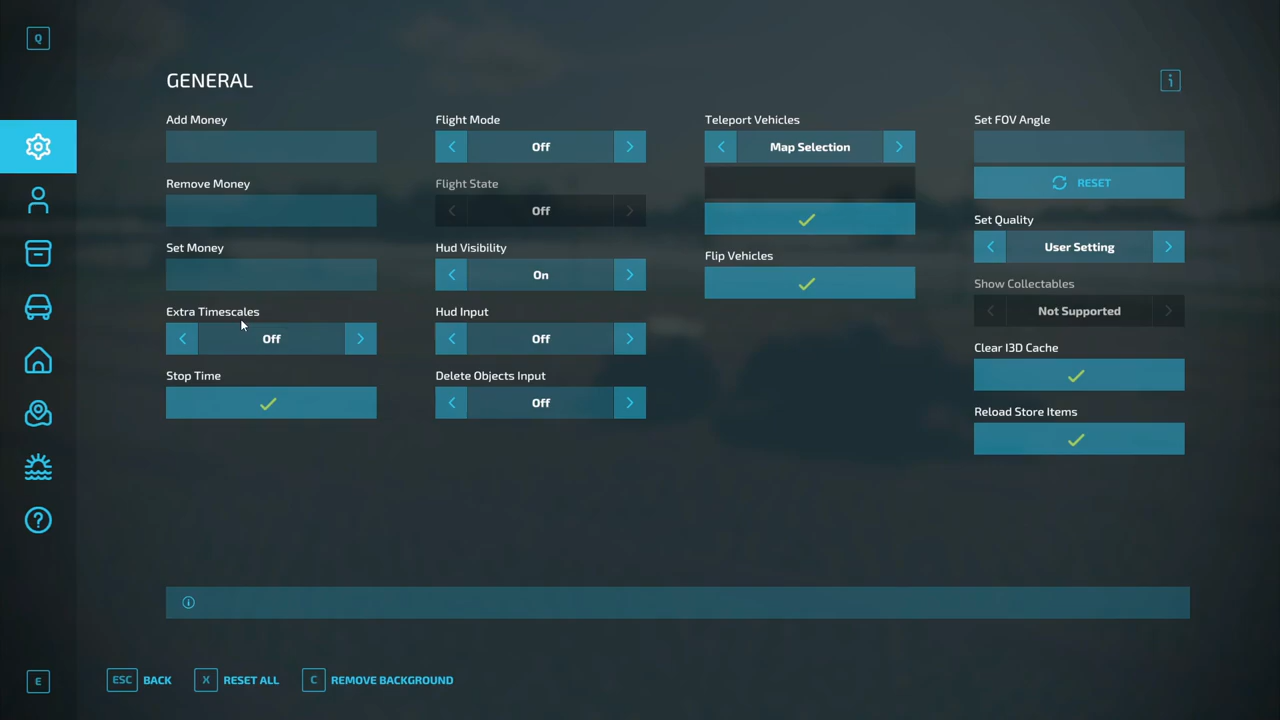 Q
GENERAL
i
Add Money
Remove Money
Set Money
Extra Timescales
Off
Stop Time
Flight Mode
Off
Flight State
Off
Hud Visibility
On
Hud Input
Off
Delete Objects Input
Off
Teleport Vehicles
Map Selection
Flip Vehicles
Set FOV Angle
RESET
Set Quality
User Setting
Show Collectables
Not Supported
Clear I3D Cache
Reload Store Items
E
ESC BACK
X RESET ALL
C REMOVE BACKGROUND